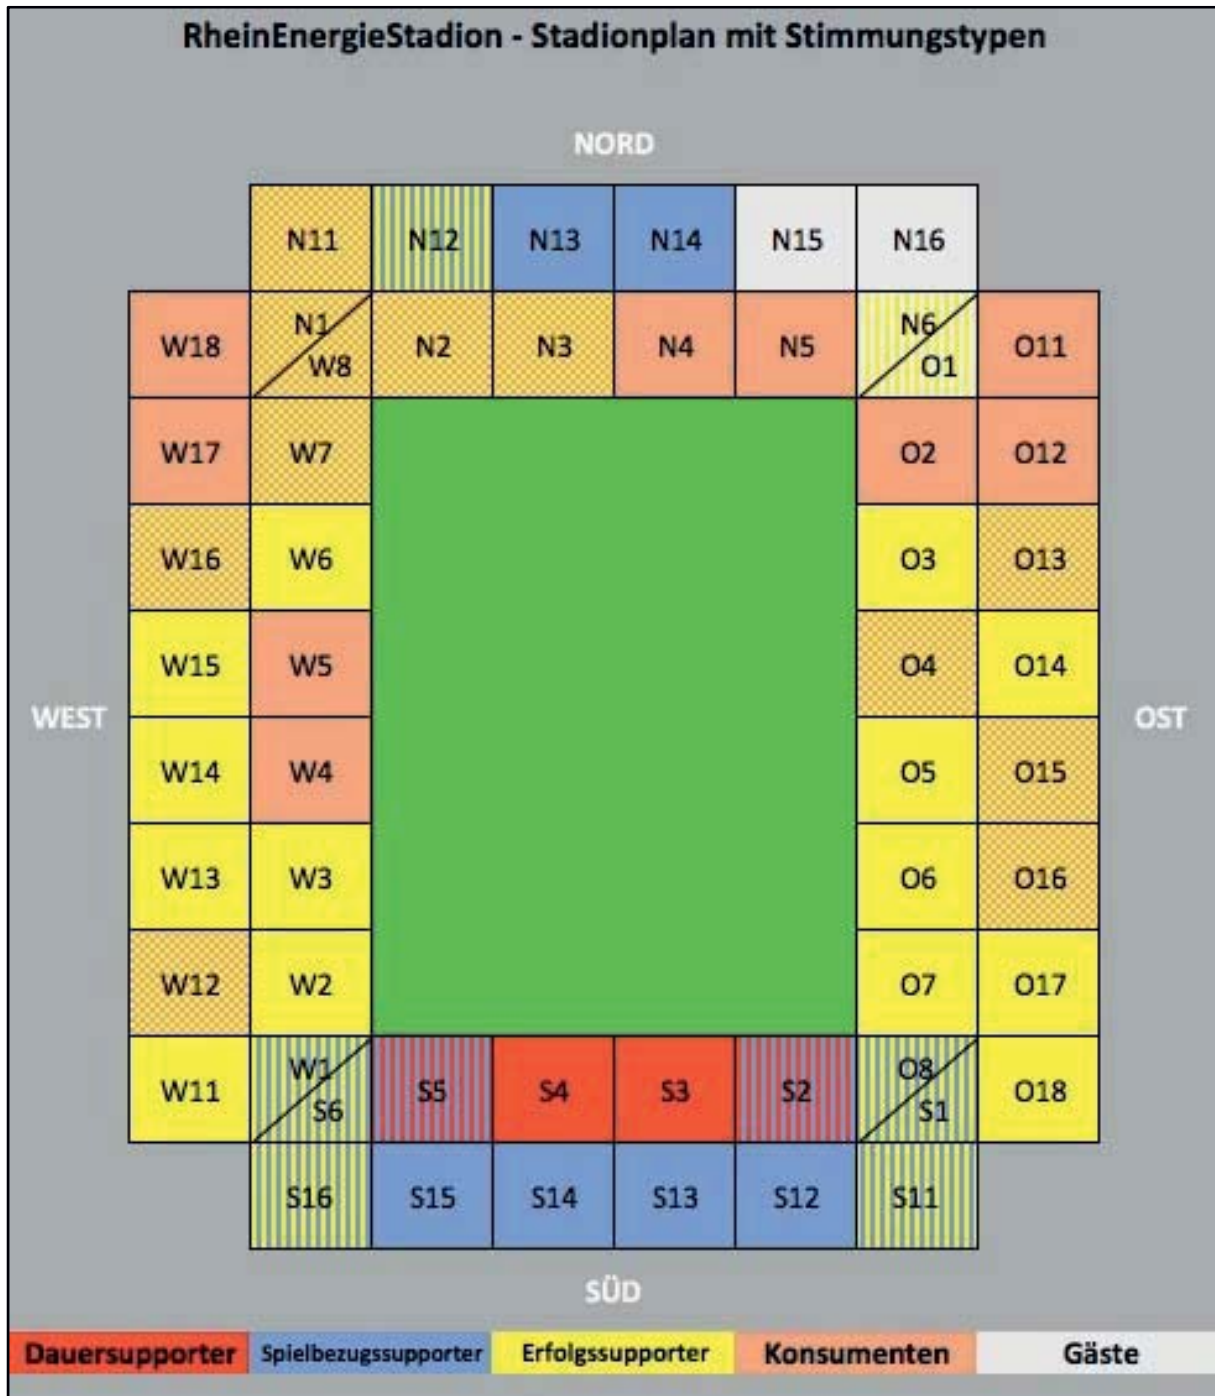 RheinEnergieStadion - Stadionplan mit Stimmungstypen
NORD
N11 N12 N13 N14 N15 N16
W18 N1 W8 N2 N3 N4 N5 N6 O1 O11
W17 W7 O2 O12
W16 W6 O3 O13
W15 W5 O4 O14
WEST OST
W14 W4 O5 O15
W13 W3 O6 O16
W12 W2 O7 O17
W11 W1 S6 S5 S4 S3 S2 O8 S1 O18
S16 S15 S14 S13 S12 S11
SÜD
Dauersupporter Spielbezugssupporter Erfolgssupporter Konsumenten Gäste